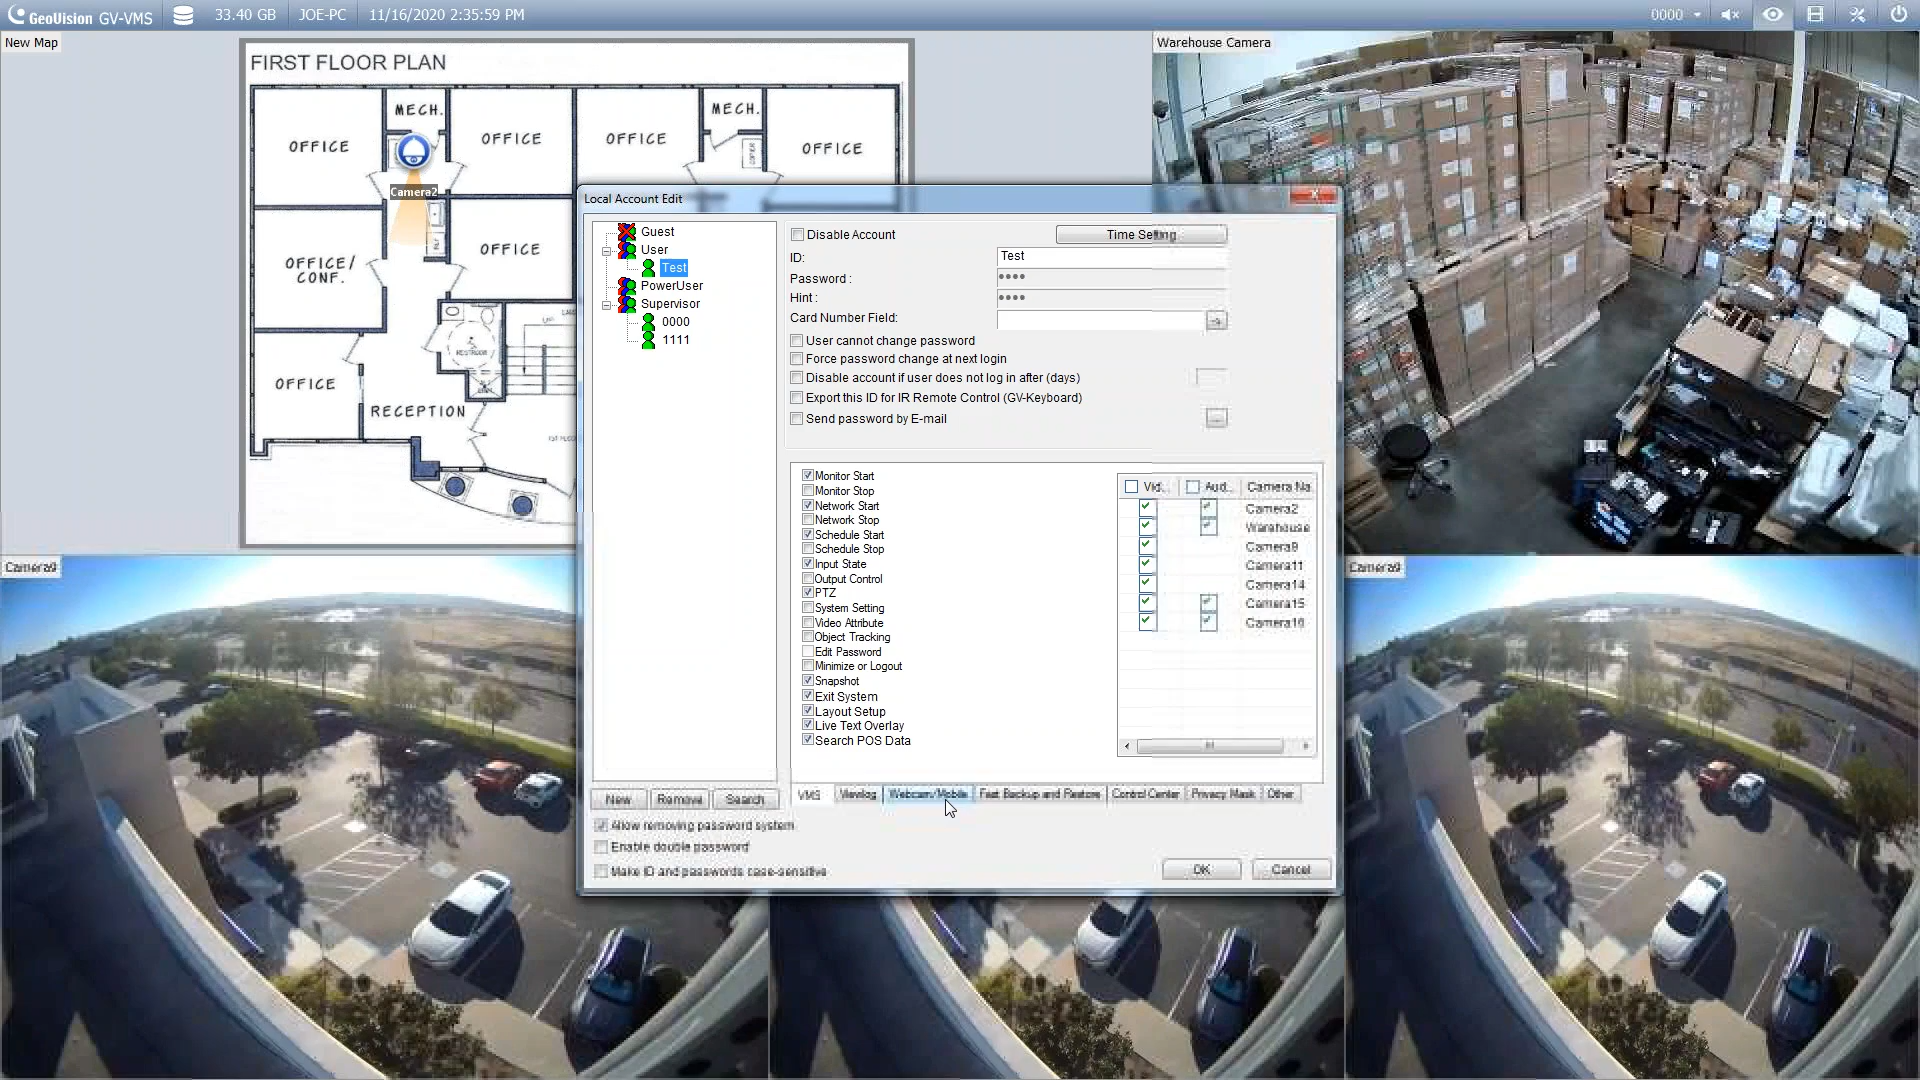 GeoVision GV-VMS 33.40 GB JOE-PC 11/16/2020 2:35:59 PM 0000
New Map
FIRST FLOOR PLAN
MECH.
OFFICE
OFFICE
OFFICE
MECH.
COPIER
OFFICE
Camera2
OFFICE/
CONF.
OFFICE
OFFICE
RESTROOM
RECEPTION
Warehouse Camera
Camera9
Camera9
Local Account Edit
Guest
User
Test
PowerUser
Supervisor
0000
1111
Disable Account
Time Setting
ID: Test
Password :
Hint :
Card Number Field:
User cannot change password
Force password change at next login
Disable account if user does not log in after (days)
Export this ID for IR Remote Control (GV-Keyboard)
Send password by E-mail
...
Monitor Start
Monitor Stop
Network Start
Network Stop
Schedule Start
Schedule Stop
Input State
Output Control
PTZ
System Setting
Video Attribute
Object Tracking
Edit Password
Minimize or Logout
Snapshot
Exit System
Layout Setup
Live Text Overlay
Search POS Data
Vid... Aud... Camera Na
Camera2
Warehouse
Camera9
Camera11
Camera14
Camera15
Camera16
New Remove Search
VMS Viewlog Webcam/Mobile Fast Backup and Restore Control Center Privacy Mask Other
Allow removing password system
Enable double password
Make ID and passwords case-sensitive
OK Cancel